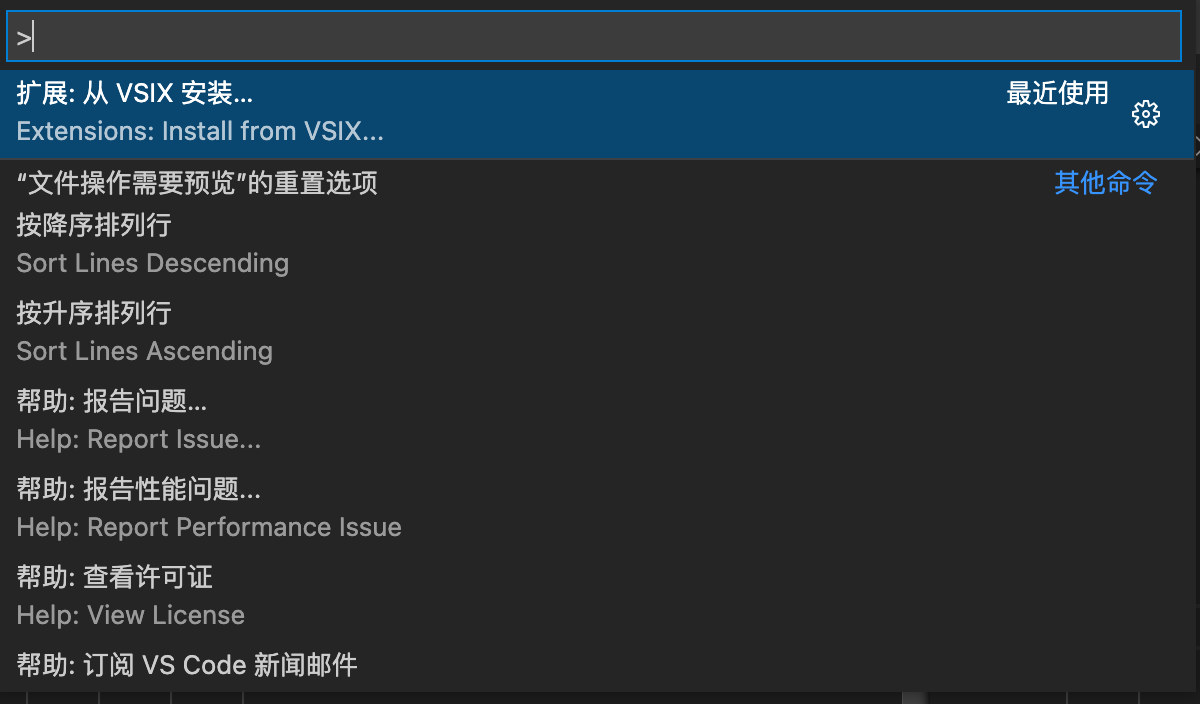 >
扩展: 从 VSIX 安装...
最近使用
Extensions: Install from VSIX...
“文件操作需要预览”的重置选项
其他命令
按降序排列行
Sort Lines Descending
按升序排列行
Sort Lines Ascending
帮助: 报告问题...
Help: Report Issue...
帮助: 报告性能问题...
Help: Report Performance Issue
帮助: 查看许可证
Help: View License
帮助: 订阅 VS Code 新闻邮件